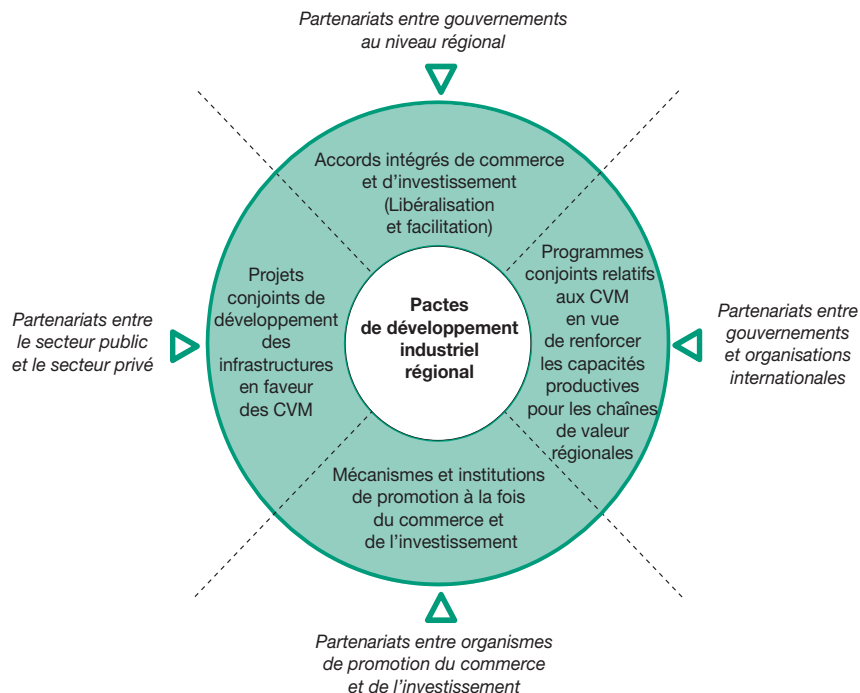 Partenariats entre gouvernements
au niveau régional
Accords intégrés de commerce
et d'investissement
(Libéralisation
et facilitation)
Projets
conjoints de
développement
des
infrastructures
en faveur
des CVM
Pactes
de développement
industriel
régional
Programmes
conjoints relatifs
aux CVM
en vue
de renforcer
les capacités
productives
pour les chaînes
de valeur
régionales
Partenariats entre
le secteur public
et le secteur privé
Partenariats entre
gouvernements
et organisations
internationales
Mécanismes et institutions
de promotion à la fois
du commerce et
de l'investissement
Partenariats entre organismes
de promotion du commerce
et de l'investissement